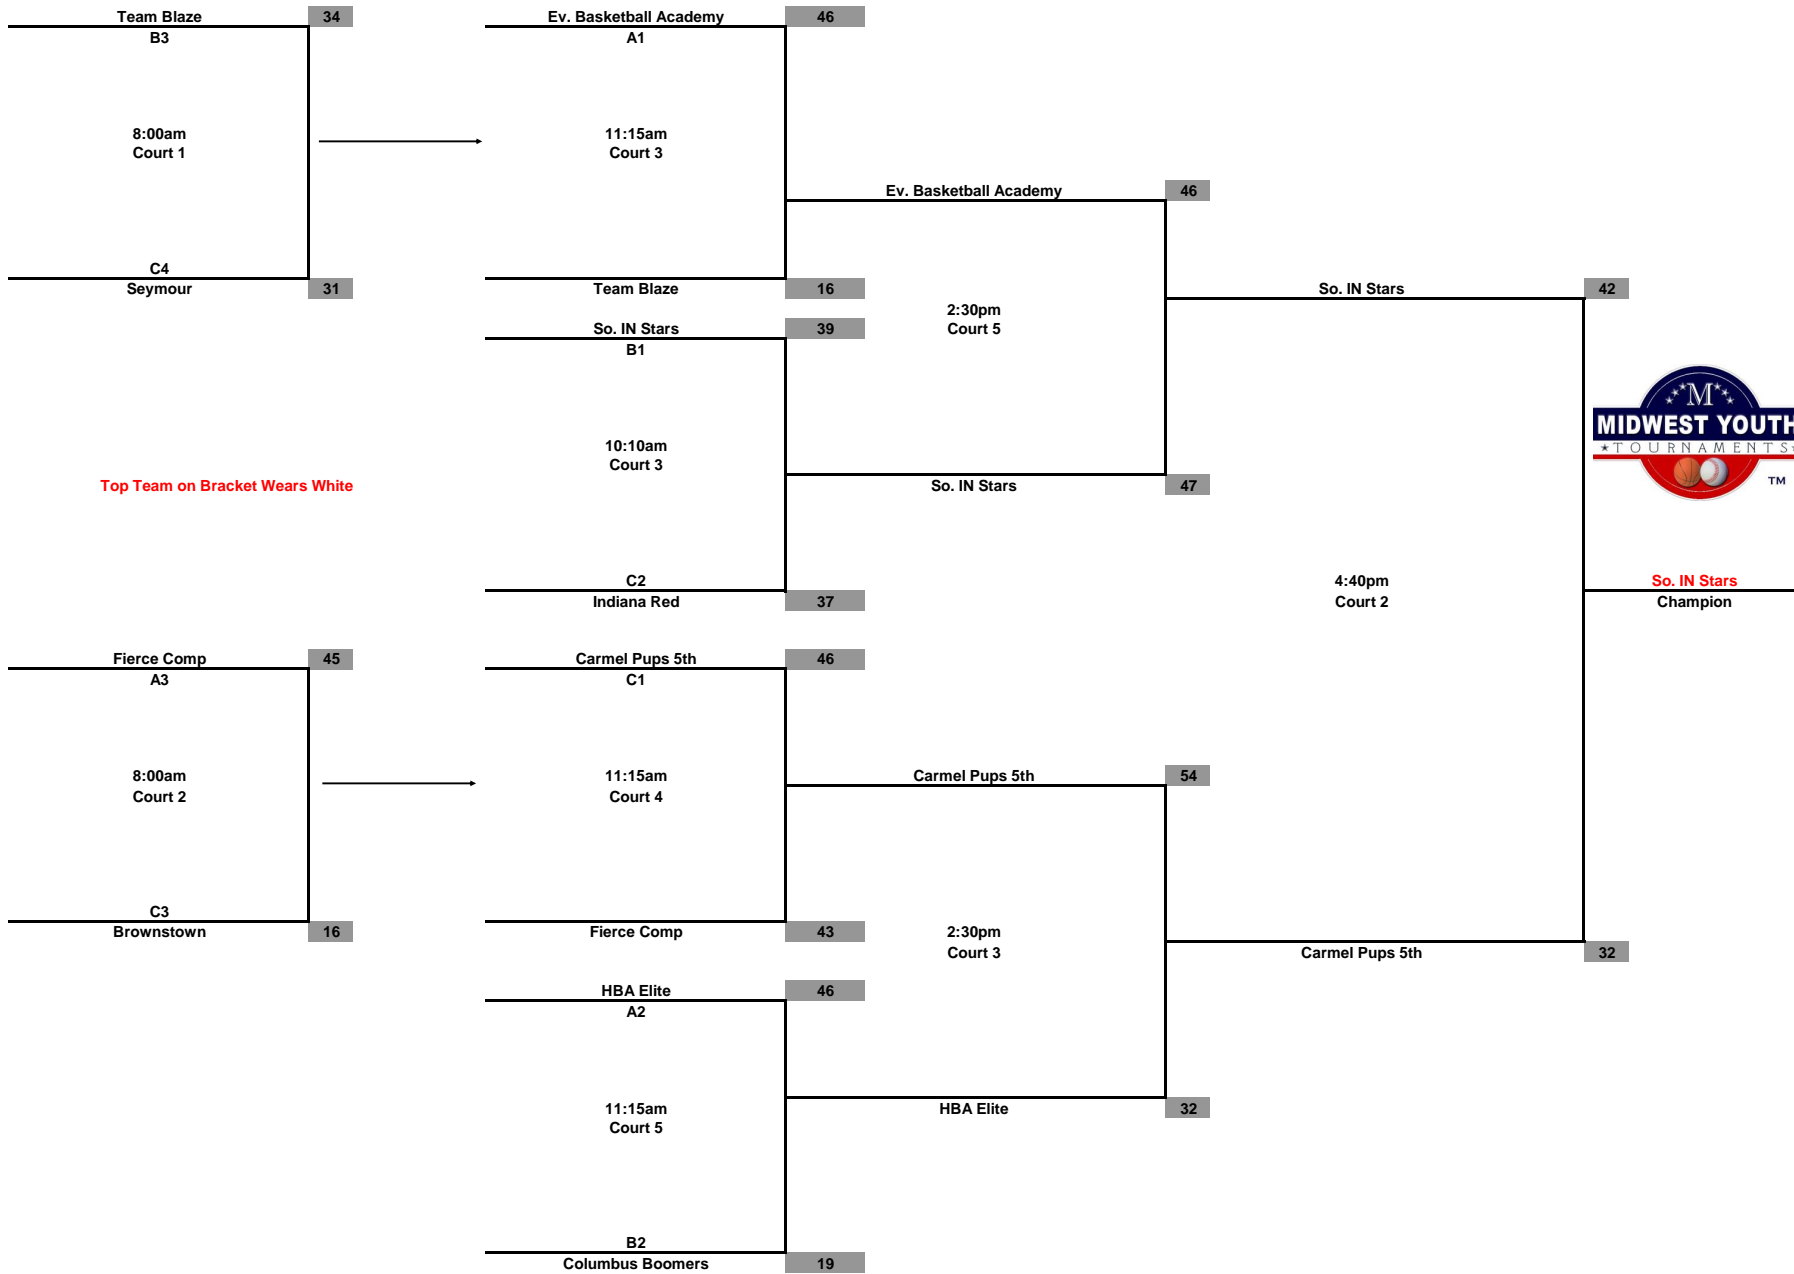 Team Blaze 34
B3
8:00am
Court 1
C4
Seymour 31
Ev. Basketball Academy 46
A1
11:15am
Court 3
Team Blaze 16
So. IN Stars 39
B1
10:10am
Court 3
C2
Indiana Red 37
Top Team on Bracket Wears White
Fierce Comp 45
A3
8:00am
Court 2
C3
Brownstown 16
Carmel Pups 5th 46
C1
11:15am
Court 4
Fierce Comp 43
HBA Elite 46
A2
11:15am
Court 5
B2
Columbus Boomers 19
Ev. Basketball Academy 46
2:30pm
Court 5
So. IN Stars 47
Carmel Pups 5th 54
2:30pm
Court 3
HBA Elite 32
So. IN Stars 42
4:40pm
Court 2
Carmel Pups 5th 32
M
MIDWEST YOUTH
TOURNAMENTS
TM
So. IN Stars
Champion